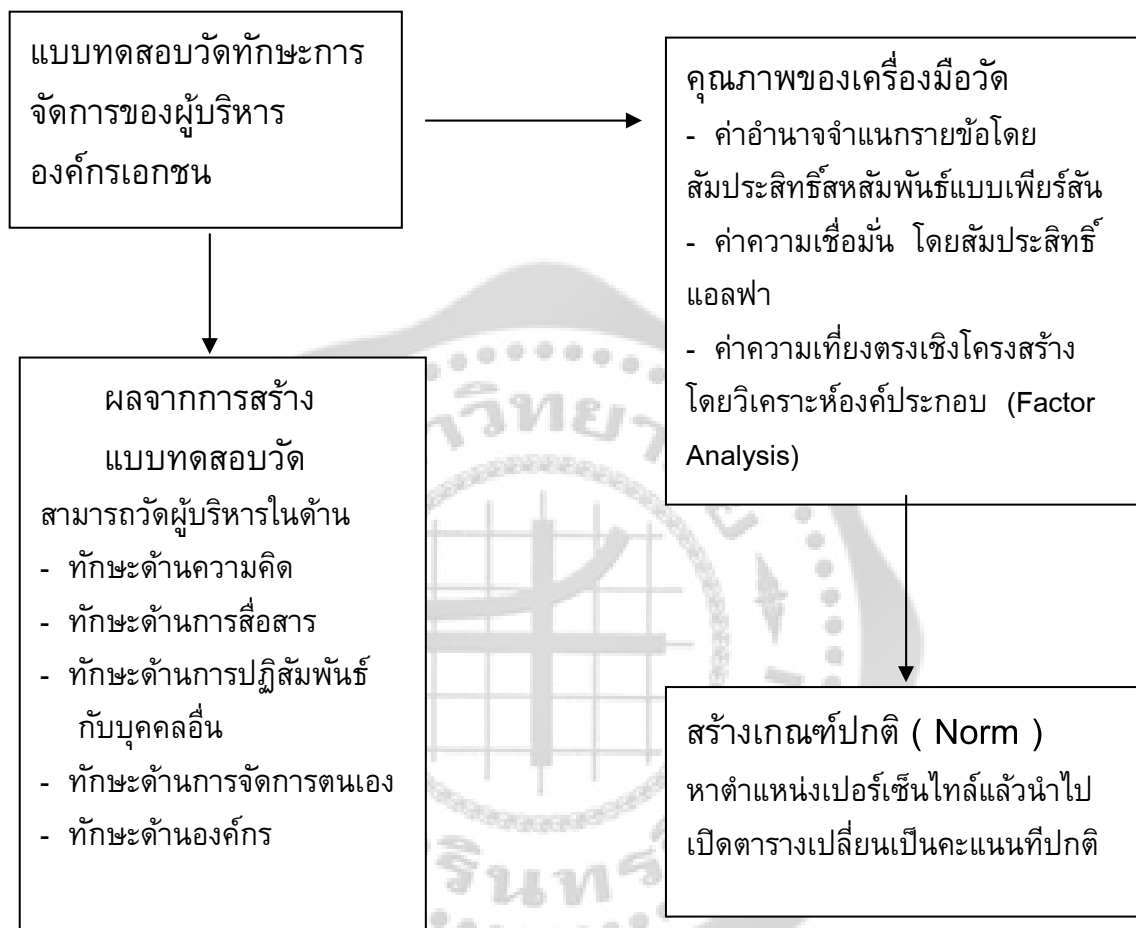 แบบทดสอบวัดทักษะการ
จัดการของผู้บริหาร
องค์กรเอกชน
คุณภาพของเครื่องมือวัด
- ค่าอำนาจจำแนกรายข้อโดย
สัมประสิทธิ์สหสัมพันธ์แบบเพียร์สัน
- ค่าความเชื่อมั่น โดยสัมประสิทธิ์
แอลฟา
- ค่าความเที่ยงตรงเชิงโครงสร้าง
โดยวิเคราะห์องค์ประกอบ (Factor
Analysis)
ผลจากการสร้าง
แบบทดสอบวัด
สามารถวัดผู้บริหารในด้าน
- ทักษะด้านความคิด
- ทักษะด้านการสื่อสาร
- ทักษะด้านการปฏิสัมพันธ์
กับบุคคลอื่น
- ทักษะด้านการจัดการตนเอง
- ทักษะด้านองค์กร
สร้างเกณฑ์ปกติ ( Norm )
หาตำแหน่งเปอร์เซ็นไทล์แล้วนำไป
เปิดตารางเปลี่ยนเป็นคะแนนทีปกติ